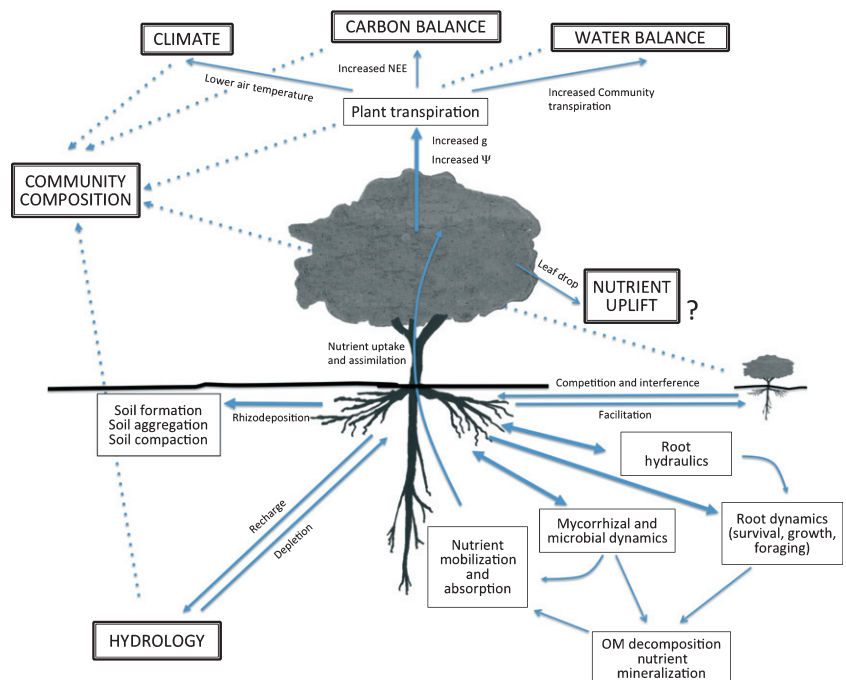 CARBON BALANCE
CLIMATE
WATER BALANCE
Increased NEE
Lower air temperature
Increased Community
transpiration
Plant transpiration
Increased g
Increased Ψ
COMMUNITY
COMPOSITION
Leaf drop
NUTRIENT
UPLIFT
?
Nutrient uptake
and assimilation
Competition and interference
Facilitation
Soil formation
Soil aggregation
Soil compaction
Rhizodeposition
Root
hydraulics
Recharge
Depletion
Mycorrhizal and
microbial dynamics
Root dynamics
(survival, growth,
foraging)
Nutrient
mobilization
and
absorption
HYDROLOGY
OM decomposition
nutrient
mineralization